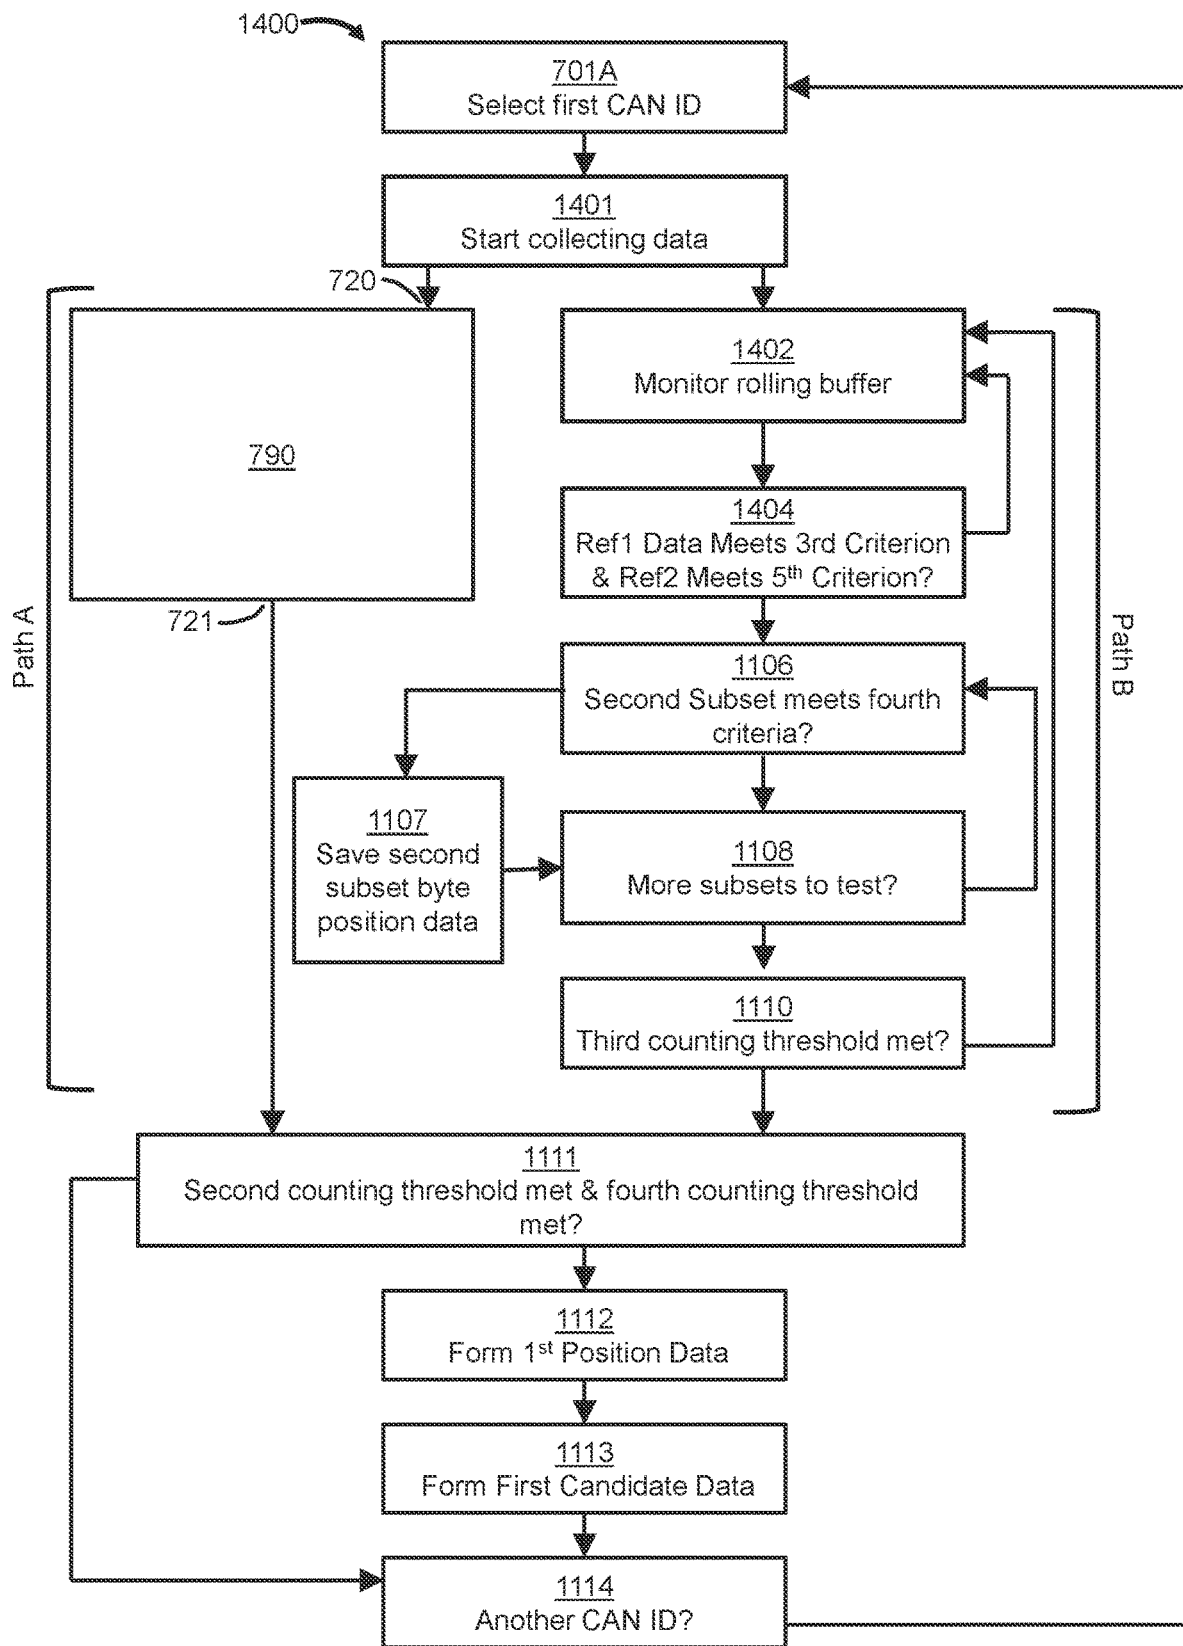 1400
701A
Select first CAN ID
1401
Start collecting data
720
790
721
Path A
1402
Monitor rolling buffer
1404
Ref1 Data Meets 3rd Criterion
& Ref2 Meets 5th Criterion?
1106
Second Subset meets fourth
criteria?
1107
Save second
subset byte
position data
1108
More subsets to test?
1110
Third counting threshold met?
Path B
1111
Second counting threshold met & fourth counting threshold
met?
1112
Form 1st Position Data
1113
Form First Candidate Data
1114
Another CAN ID?